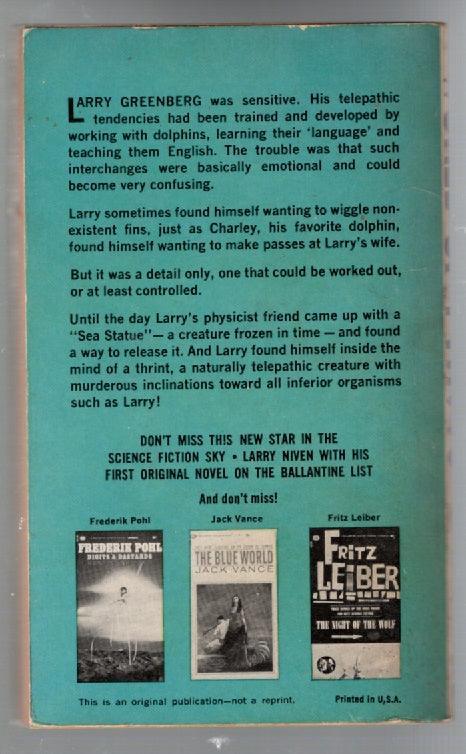 LARRY GREENBERG was sensitive. His telepathic
tendencies had been trained and developed by
working with dolphins, learning their 'language' and
teaching them English. The trouble was that such
interchanges were basically emotional and could
become very confusing.
Larry sometimes found himself wanting to wiggle non-
existent fins, just as Charley, his favorite dolphin,
found himself wanting to make passes at Larry's wife.
But it was a detail only, one that could be worked out,
or at least controlled.
Until the day Larry's physicist friend came up with a
"Sea Statue"—a creature frozen in time—and found
a way to release it. And Larry found himself inside the
mind of a thrint, a naturally telepathic creature with
murderous inclinations toward all inferior organisms
such as Larry!
DON'T MISS THIS NEW STAR IN THE
SCIENCE FICTION SKY • LARRY NIVEN WITH HIS
FIRST ORIGINAL NOVEL ON THE BALLANTINE LIST
And don't miss!
Frederik Pohl
Jack Vance
Fritz Leiber
FREDERIK POHL
DIGITS & DASTARDS
THE BLUE WORLD
JACK VANCE
FRITZ
LEIBER
THE NIGHT OF THE WOLF
This is an original publication—not a reprint.
Printed in U.S.A.